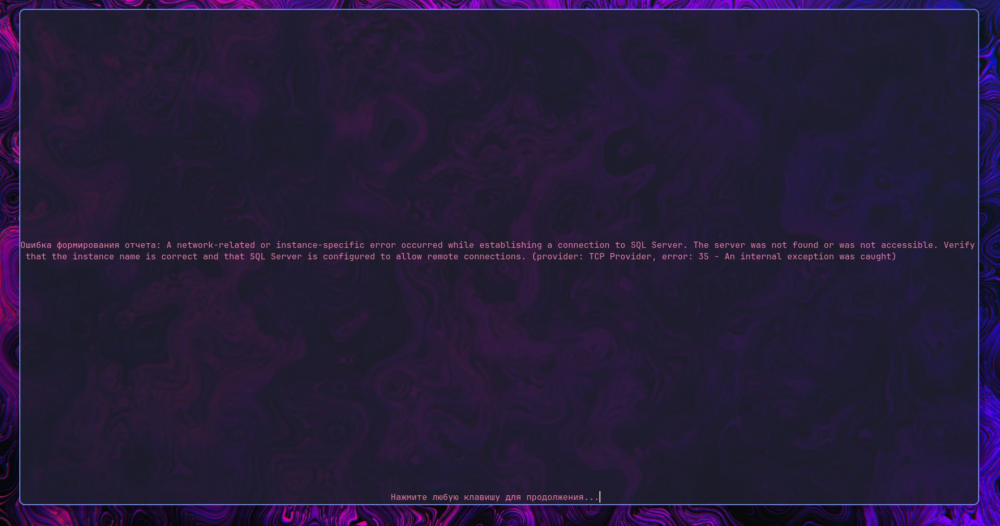 Ошибка формирования отчета: A network-related or instance-specific error occurred while establishing a connection to SQL Server. The server was not found or was not accessible. Verify
that the instance name is correct and that SQL Server is configured to allow remote connections. (provider: TCP Provider, error: 35 - An internal exception was caught)
Нажмите любую клавишу для продолжения...